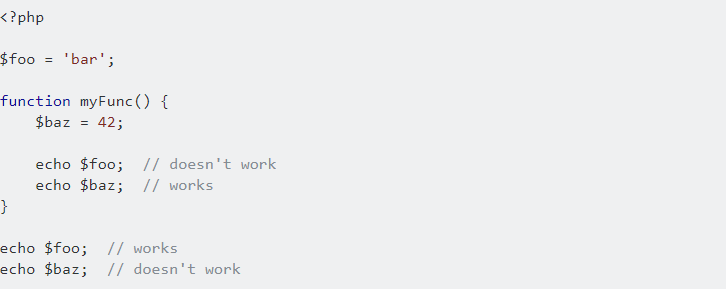 <?php
$foo = 'bar';
function myFunc() {
    $baz = 42;
    echo $foo;  // doesn't work
    echo $baz;  // works
}
echo $foo;  // works
echo $baz;  // doesn't work